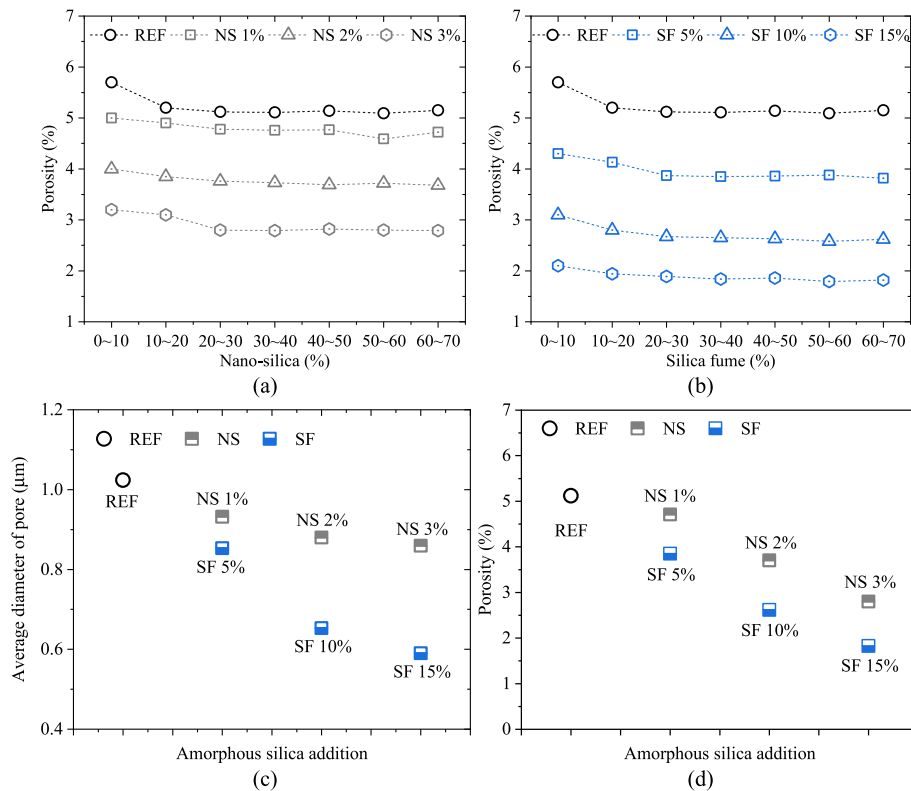 7
6
5
4
3
2
1
Porosity (%)
REF NS 1% NS 2% NS 3%
0~10 10~20 20~30 30~40 40~50 50~60 60~70
Nano-silica (%)
(a)
7
6
5
4
3
2
1
Porosity (%)
REF SF 5% SF 10% SF 15%
0~10 10~20 20~30 30~40 40~50 50~60 60~70
Silica fume (%)
(b)
1.2
1.0
0.8
0.6
0.4
Average diameter of pore (μm)
REF NS SF
REF
NS 1%
NS 2%
NS 3%
SF 5%
SF 10%
SF 15%
Amorphous silica addition
(c)
7
6
5
4
3
2
1
0
Porosity (%)
REF NS SF
REF
NS 1%
NS 2%
NS 3%
SF 5%
SF 10%
SF 15%
Amorphous silica addition
(d)